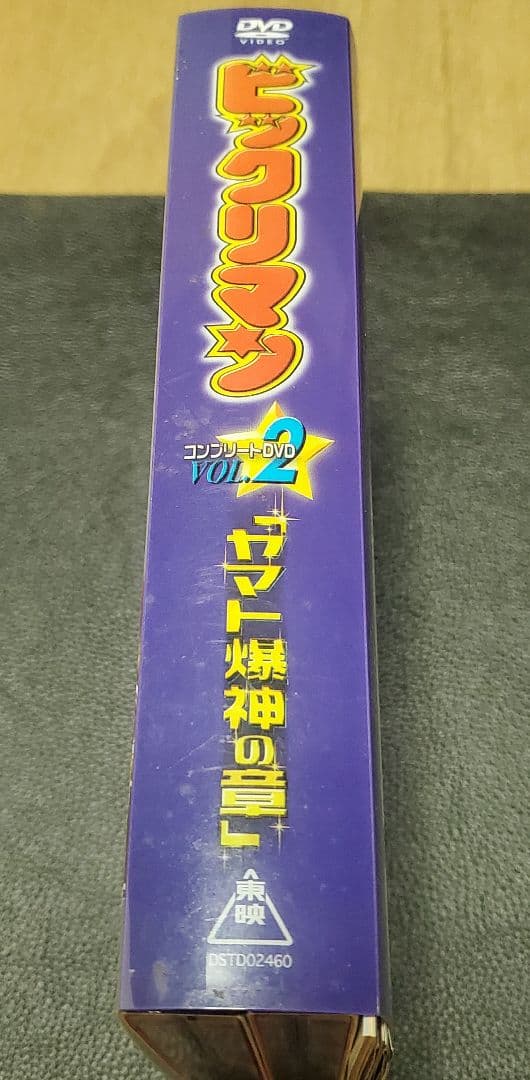 DVD
VIDEO
ビックリマン
コンプリートDVD
VOL.2
「ヤマト爆神の章」
東映
DSTD02460